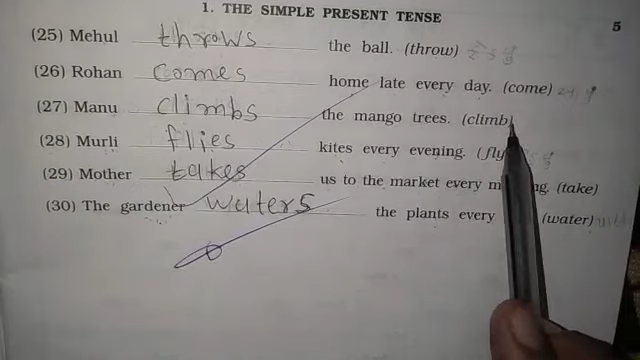 1. THE SIMPLE PRESENT TENSE 5
(25) Mehul throws the ball. (throw)
(26) Rohan comes home late every day. (come)
(27) Manu climbs the mango trees. (climb)
(28) Murli flies kites every evening. (fly
(29) Mother takes us to the market every (take)
(30) The gardener waters the plants every (water)